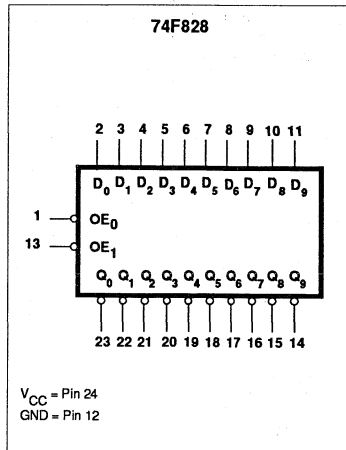 74F828
2 3 4 5 6 7 8 9 10 11
D0 D1 D2 D3 D4 D5 D6 D7 D8 D9
1 OE0
13 OE1
Q0 Q1 Q2 Q3 Q4 Q5 Q6 Q7 Q8 Q9
23 22 21 20 19 18 17 16 15 14
VCC = Pin 24
GND = Pin 12